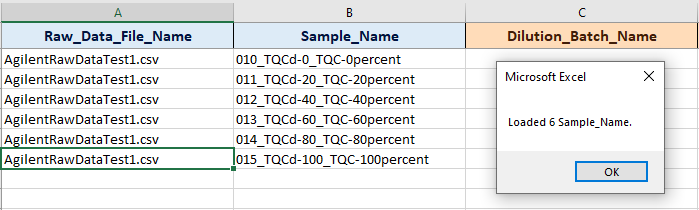 A B C
Raw_Data_File_Name Sample_Name Dilution_Batch_Name
AgilentRawDataTest1.csv 010_TQCd-0_TQC-0percent
AgilentRawDataTest1.csv 011_TQCd-20_TQC-20percent
AgilentRawDataTest1.csv 012_TQCd-40_TQC-40percent
AgilentRawDataTest1.csv 013_TQCd-60_TQC-60percent
AgilentRawDataTest1.csv 014_TQCd-80_TQC-80percent
AgilentRawDataTest1.csv 015_TQCd-100_TQC-100percent
Microsoft Excel
Loaded 6 Sample_Name.
OK